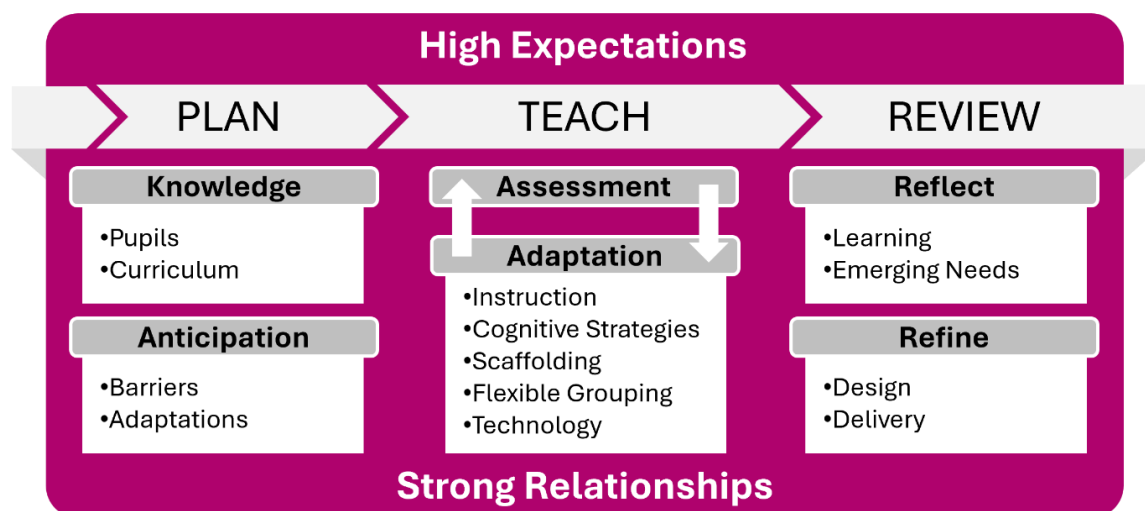 High Expectations
PLAN
TEACH
REVIEW
Knowledge
•Pupils
•Curriculum
Anticipation
•Barriers
•Adaptations
Assessment
Adaptation
•Instruction
•Cognitive Strategies
•Scaffolding
•Flexible Grouping
•Technology
Reflect
•Learning
•Emerging Needs
Refine
•Design
•Delivery
Strong Relationships